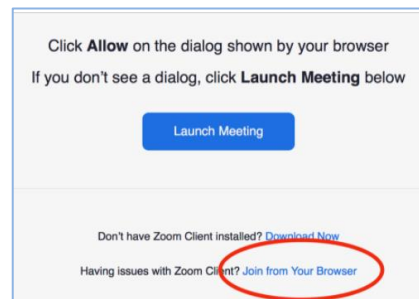 Click Allow on the dialog shown by your browser
If you don't see a dialog, click Launch Meeting below
Launch Meeting
Don't have Zoom Client installed? Download Now
Having issues with Zoom Client? Join from Your Browser